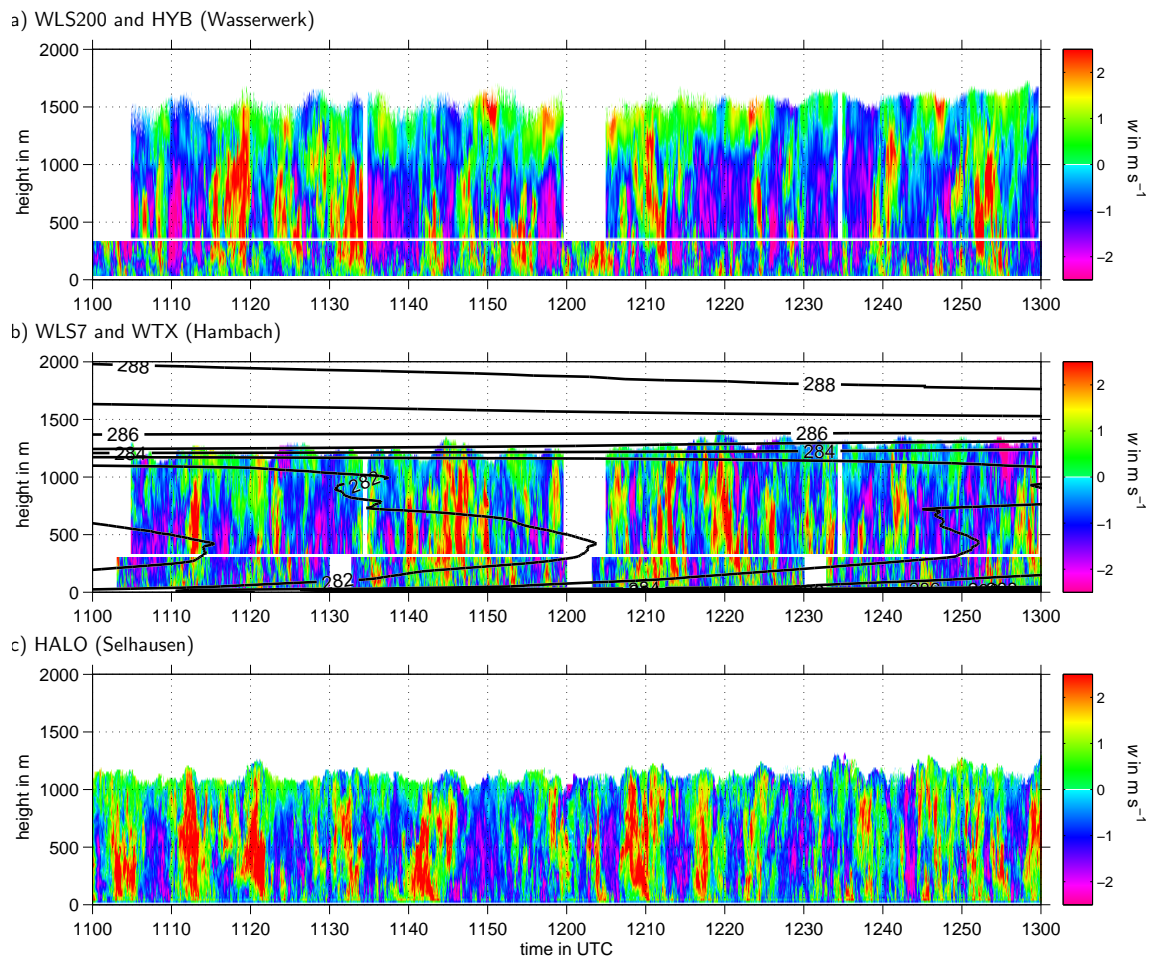 a) WLS200 and HYB (Wasserwerk)
2000
1500
1000
500
0
height in m
1100 1110 1120 1130 1140 1150 1200 1210 1220 1230 1240 1250 1300
2
1
0
−1
−2
w in m s−1
b) WLS7 and WTX (Hambach)
2000
1500
1000
500
0
height in m
288
288
286
286
284
284
282
282
1100 1110 1120 1130 1140 1150 1200 1210 1220 1230 1240 1250 1300
2
1
0
−1
−2
w in m s−1
c) HALO (Selhausen)
2000
1500
1000
500
0
height in m
1100 1110 1120 1130 1140 1150 1200 1210 1220 1230 1240 1250 1300
time in UTC
2
1
0
−1
−2
w in m s−1